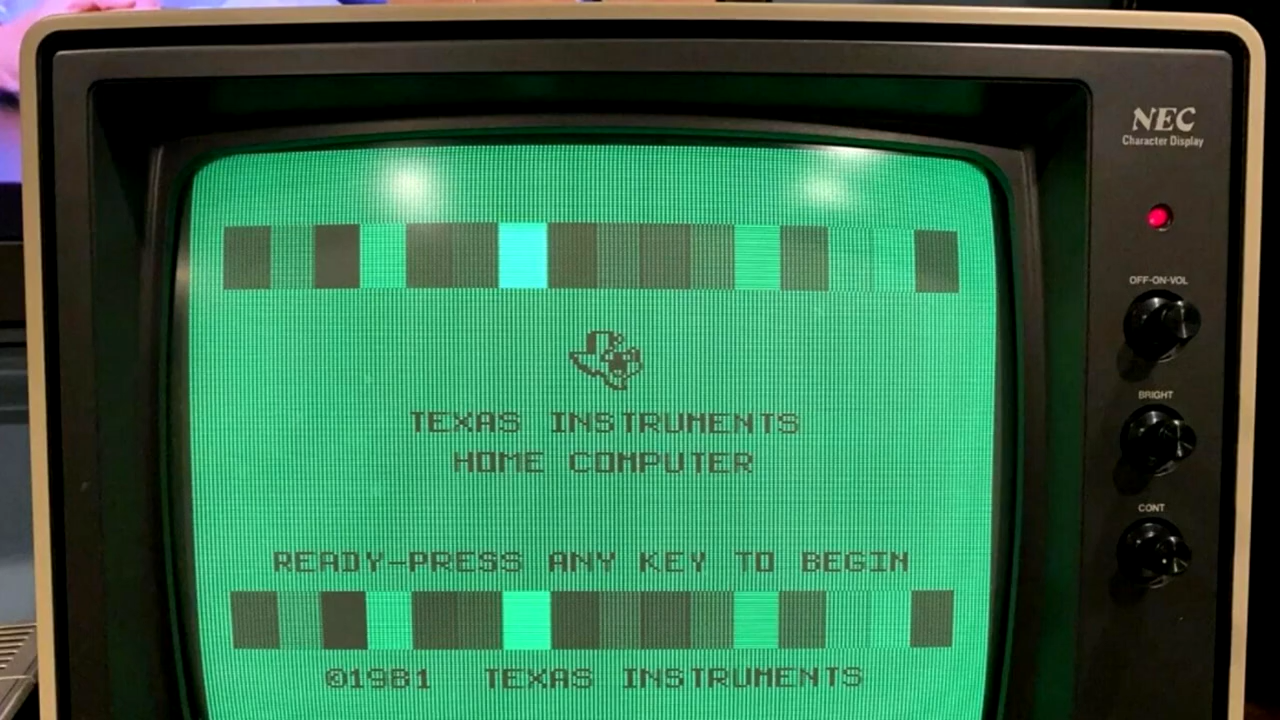 NEC
Character Display
OFF-ON-VOL
BRIGHT
CONT
TEXAS INSTRUMENTS
HOME COMPUTER
READY-PRESS ANY KEY TO BEGIN
©1981 TEXAS INSTRUMENTS